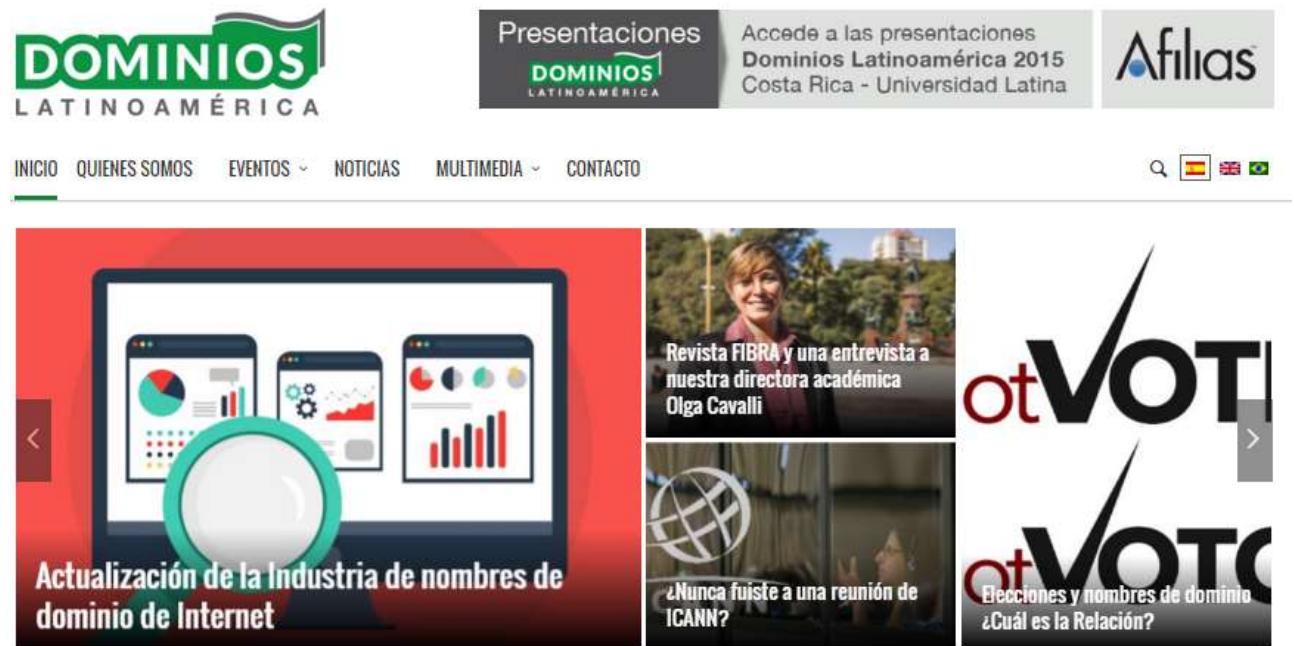 DOMINIOS
LATINOAMÉRICA
Presentaciones
DOMINIOS
LATINOAMÉRICA
Accede a las presentaciones
Dominios Latinoamérica 2015
Costa Rica - Universidad Latina
Afilias
INICIO QUIENES SOMOS EVENTOS NOTICIAS MULTIMEDIA CONTACTO
Actualización de la Industria de nombres de
dominio de Internet
Revista FIBRA y una entrevista a
nuestra directora académica
Olga Cavalli
¿Nunca fuiste a una reunión de
ICANN?
otVOT
otVOTO
Elecciones y nombres de dominio
¿Cuál es la Relación?